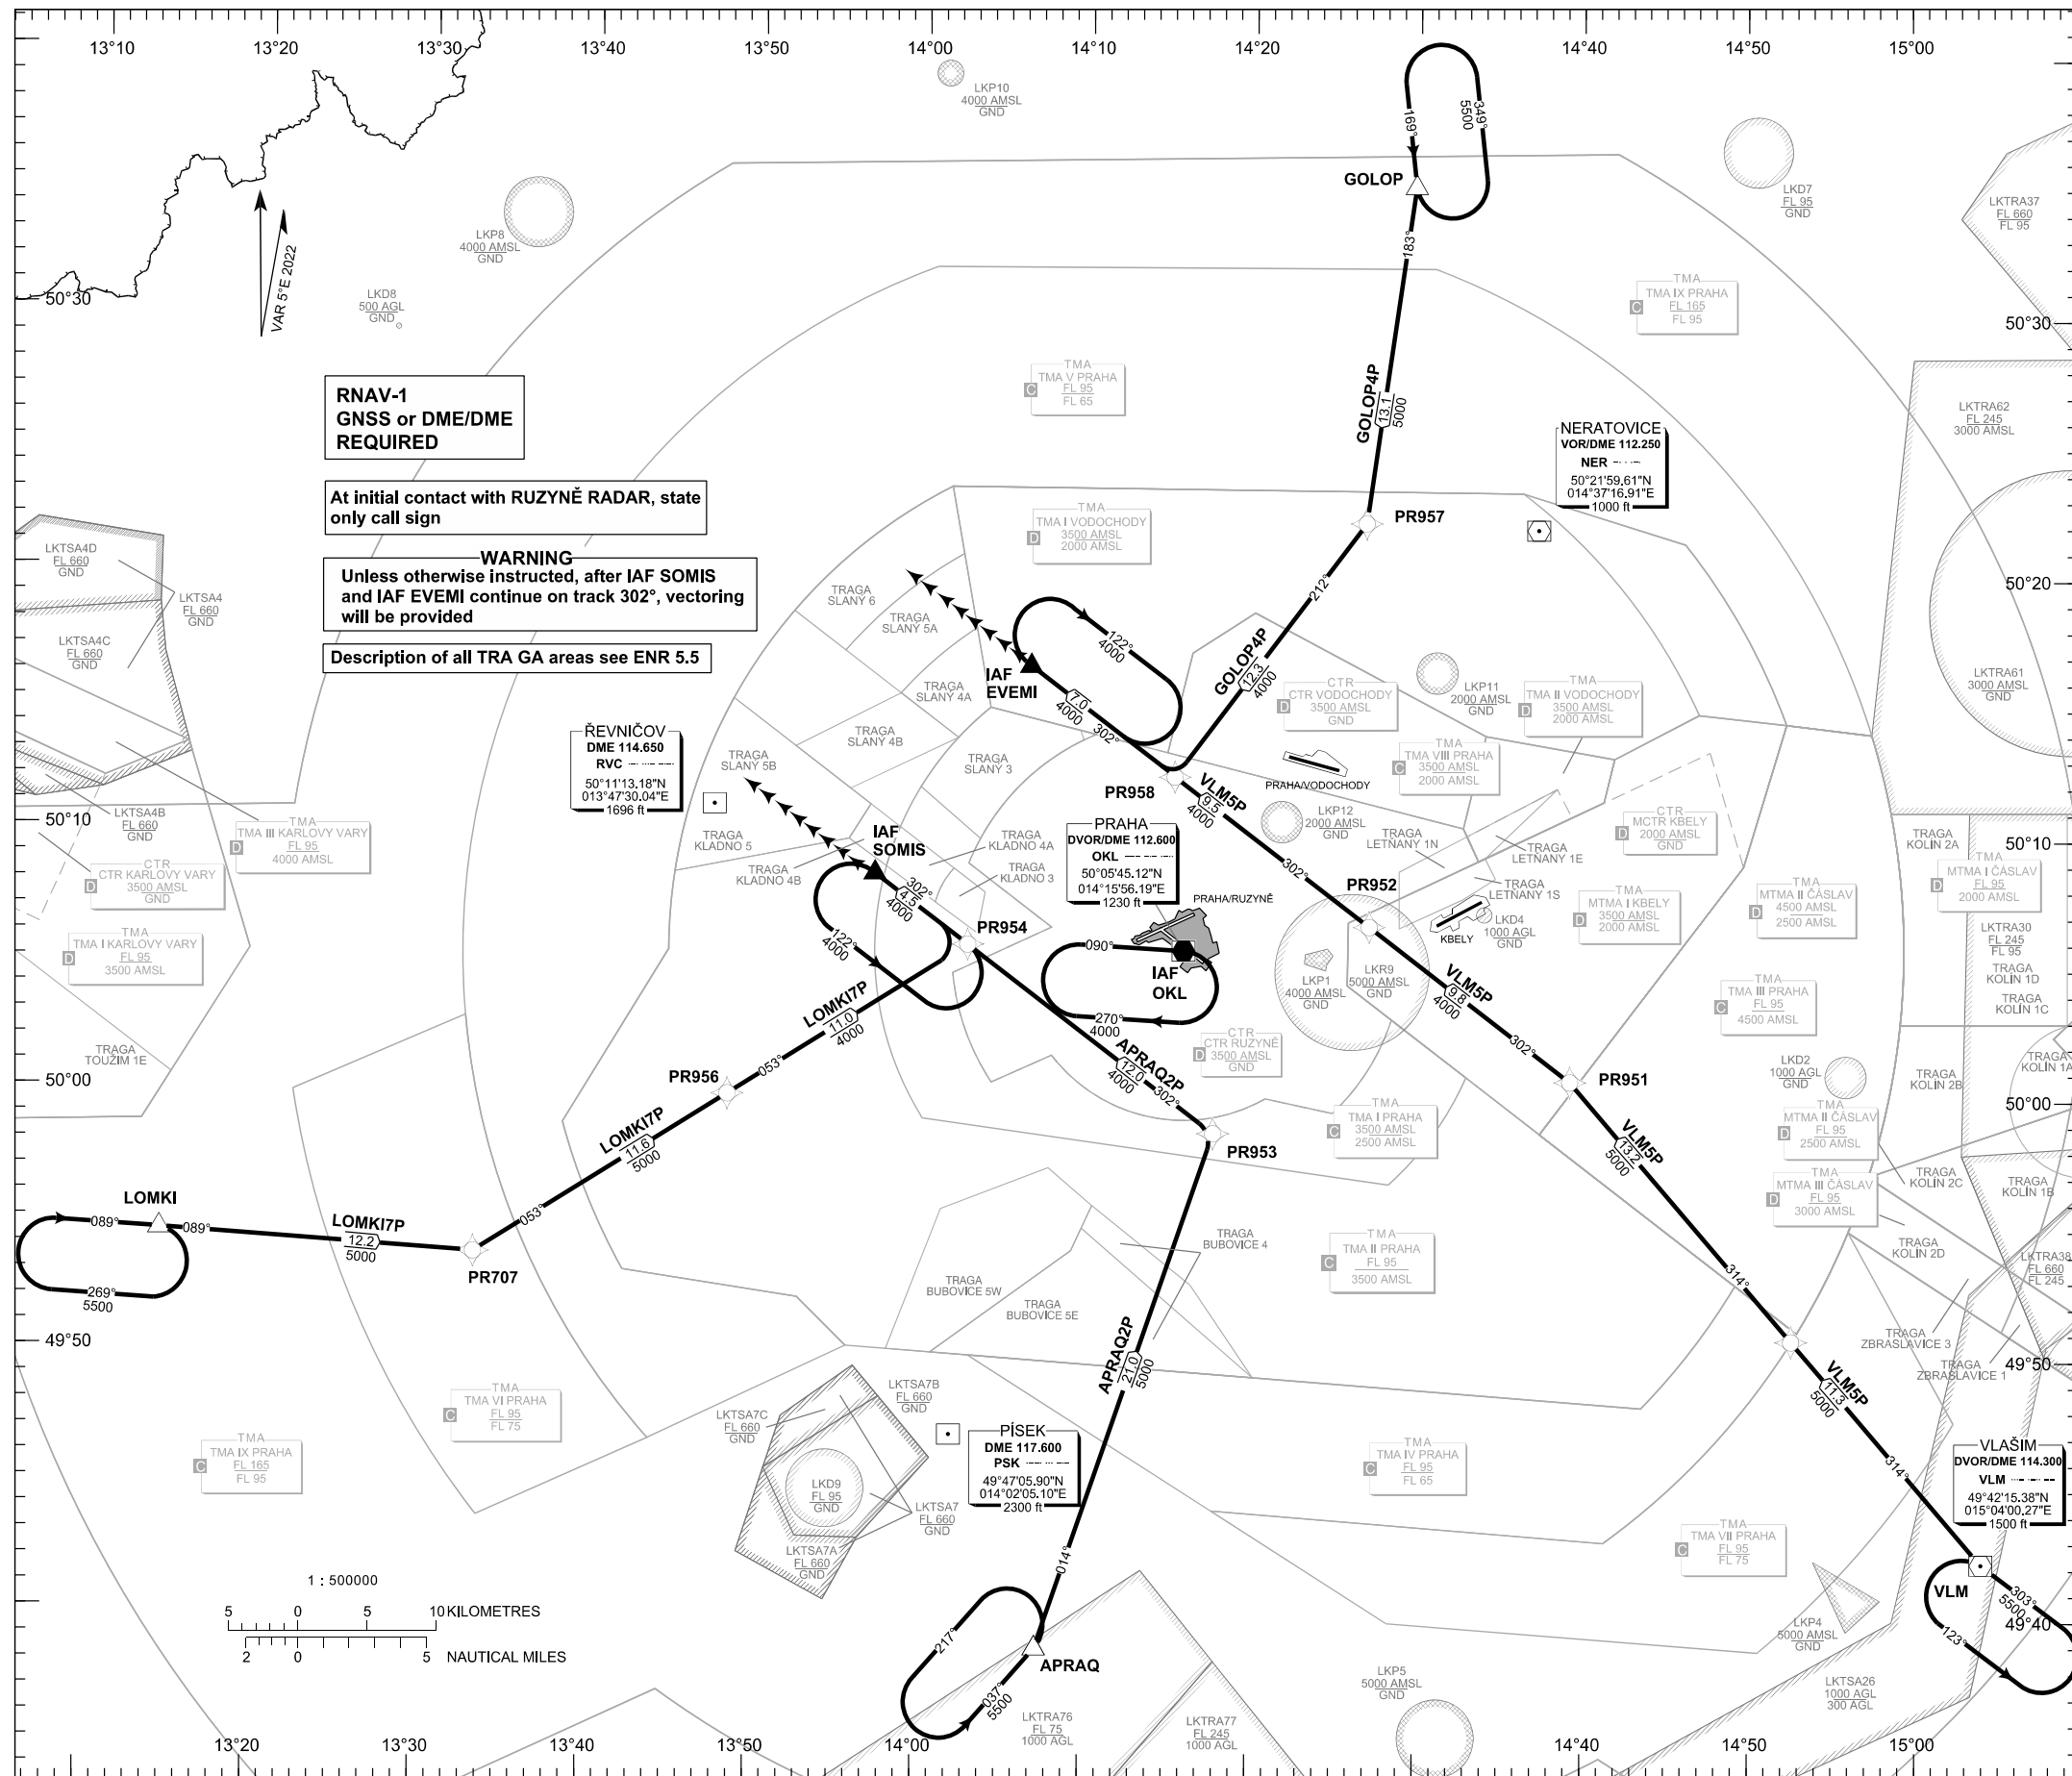 13°10
13°20
13°30
13°40
13°50
14°00
14°10
14°20
14°30
14°40
14°50
15°00
LKP10
4000 AMSL
GND
349°
5500
169°
GOLOP
183°
LKD7
FL 95
GND
LKTRA37
FL 660
FL 95
LKP8
4000 AMSL
GND
VAR 5°E 2022
LKD8
500 AGL
GND
50°30
50°30
TMA
TMA IX PRAHA
C
FL 165
FL 95
RNAV-1
GNSS or DME/DME
REQUIRED
TMA
TMA V PRAHA
C
FL 95
FL 65
GOLOP4P
13.1
5000
LKTRA62
FL 245
3000 AMSL
NERATOVICE
VOR/DME 112.250
NER
50°21'59.61"N
014°37'16.91"E
1000 ft
At initial contact with RUZYNĚ RADAR, state
only call sign
PR957
TMA
TMA I VODOCHODY
D
3500 AMSL
2000 AMSL
WARNING
Unless otherwise instructed, after IAF SOMIS
and IAF EVEMI continue on track 302°, vectoring
will be provided
Description of all TRA GA areas see ENR 5.5
LKTSA4D
FL 660
GND
LKTSA4
FL 660
GND
LKTSA4C
FL 660
GND
TRAGA
SLANÝ 6
TRAGA
SLANÝ 5A
212°
50°20
122°
4000
GOLOP4P
12.3
4000
IAF
EVEMI
7.0
4000
302°
TRAGA
SLANÝ 4A
CTR
CTR VODOCHODY
D
3500 AMSL
GND
LKP11
2000 AMSL
GND
TMA
TMA II VODOCHODY
D
3500 AMSL
2000 AMSL
LKTRA61
3000 AMSL
GND
ŘEVNIČOV
DME 114.650
RVC
50°11'13.18"N
013°47'30.04"E
1696 ft
TRAGA
SLANÝ 4B
TRAGA
SLANÝ 5B
TRAGA
SLANÝ 3
TMA
TMA VIII PRAHA
C
3500 AMSL
2000 AMSL
PRAHA/VODOCHODY
PR958
VLM5P
9.5
4000
LKTSA4B
FL 660
GND
50°10
TMA
TMA III KARLOVY VARY
D
FL 95
4000 AMSL
LKP12
2000 AMSL
GND
CTR
MCTR KBELY
D
2000 AMSL
GND
PRAHA
DVOR/DME 112.600
OKL
50°05'45.12"N
014°15'56.19"E
1230 ft
IAF
SOMIS
TRAGA
KLADNO 5
TRAGA
KLADNO 4A
TRAGA
KLADNO 4B
TRAGA
KLADNO 3
TRAGA
LETŇANY 1N
TRAGA
LETŇANY 1E
TRAGA
LETŇANY 1S
TRAGA
KOLÍN 2A
50°10
CTR
CTR KARLOVY VARY
D
3500 AMSL
GND
302°
PR952
TMA
MTMA I ČÁSLAV
D
FL 95
2000 AMSL
302°
4.5
4000
PRAHA/RUZYNĚ
TMA
MTMA I KBELY
D
3500 AMSL
2000 AMSL
TMA
MTMA II ČÁSLAV
D
4500 AMSL
2500 AMSL
TMA
TMA I KARLOVY VARY
D
FL 95
3500 AMSL
122°
4000
PR954
090°
KBELY
LKD4
1000 AGL
GND
LKTRA30
FL 245
FL 95
TRAGA
KOLÍN 1D
TRAGA
KOLÍN 1C
IAF
OKL
LKP1
4000 AMSL
GND
LKR9
5000 AMSL
GND
VLM5P
9.8
4000
TMA
TMA III PRAHA
C
FL 95
4500 AMSL
LOMKI7P
11.0
4000
270°
4000
CTR
CTR RUZYNĚ
D
3500 AMSL
GND
302°
TRAGA
TOUŽIM 1E
053°
APRAQ2P
12.0
4000
302°
LKD2
1000 AGL
GND
TRAGA
KOLÍN 1A
TRAGA
KOLÍN 2B
50°00
PR956
PR951
50°00
TMA
TMA I PRAHA
C
3500 AMSL
2500 AMSL
TMA
MTMA II ČÁSLAV
D
FL 95
2500 AMSL
LOMKI7P
11.6
5000
PR953
VLM5P
13.2
5000
TMA
MTMA III ČÁSLAV
D
FL 95
3000 AMSL
TRAGA
KOLÍN 2C
TRAGA
KOLÍN 1B
LOMKI
089°
089°
LOMKI7P
12.2
5000
053°
269°
5500
PR707
TRAGA
BUBOVICE 4
TRAGA
BUBOVICE 5W
TRAGA
BUBOVICE 5E
TMA
TMA II PRAHA
C
FL 95
3500 AMSL
314°
TRAGA
KOLÍN 2D
LKTRA38
FL 660
FL 245
49°50
APRAQ2P
21.0
5000
TRAGA
ZBRASLAVICE 3
TRAGA
ZBRASLAVICE 1
49°50
TMA
TMA VI PRAHA
C
FL 95
FL 75
LKTSA7B
FL 660
GND
LKTSA7C
FL 660
GND
VLM5P
11.3
5000
TMA
TMA IX PRAHA
C
FL 165
FL 95
PÍSEK
DME 117.600
PSK
49°47'05.90"N
014°02'05.10"E
2300 ft
LKD9
FL 95
GND
LKTSA7
FL 660
GND
LKTSA7A
FL 660
GND
TMA
TMA IV PRAHA
C
FL 95
FL 65
314°
VLAŠIM
DVOR/DME 114.300
VLM
49°42'15.38"N
015°04'00.27"E
1500 ft
TMA
TMA VII PRAHA
C
FL 95
FL 75
014°
VLM
303°
5500
123°
49°40
1 : 500000
5 0 5 10 KILOMETRES
2 0 5 NAUTICAL MILES
217°
037°
5500
APRAQ
LKP4
5000 AMSL
GND
LKP5
5000 AMSL
GND
LKTSA26
1000 AGL
300 AGL
LKTRA76
FL 75
1000 AGL
LKTRA77
FL 245
1000 AGL
13°20
13°30
13°40
13°50
14°00
14°40
14°50
15°00